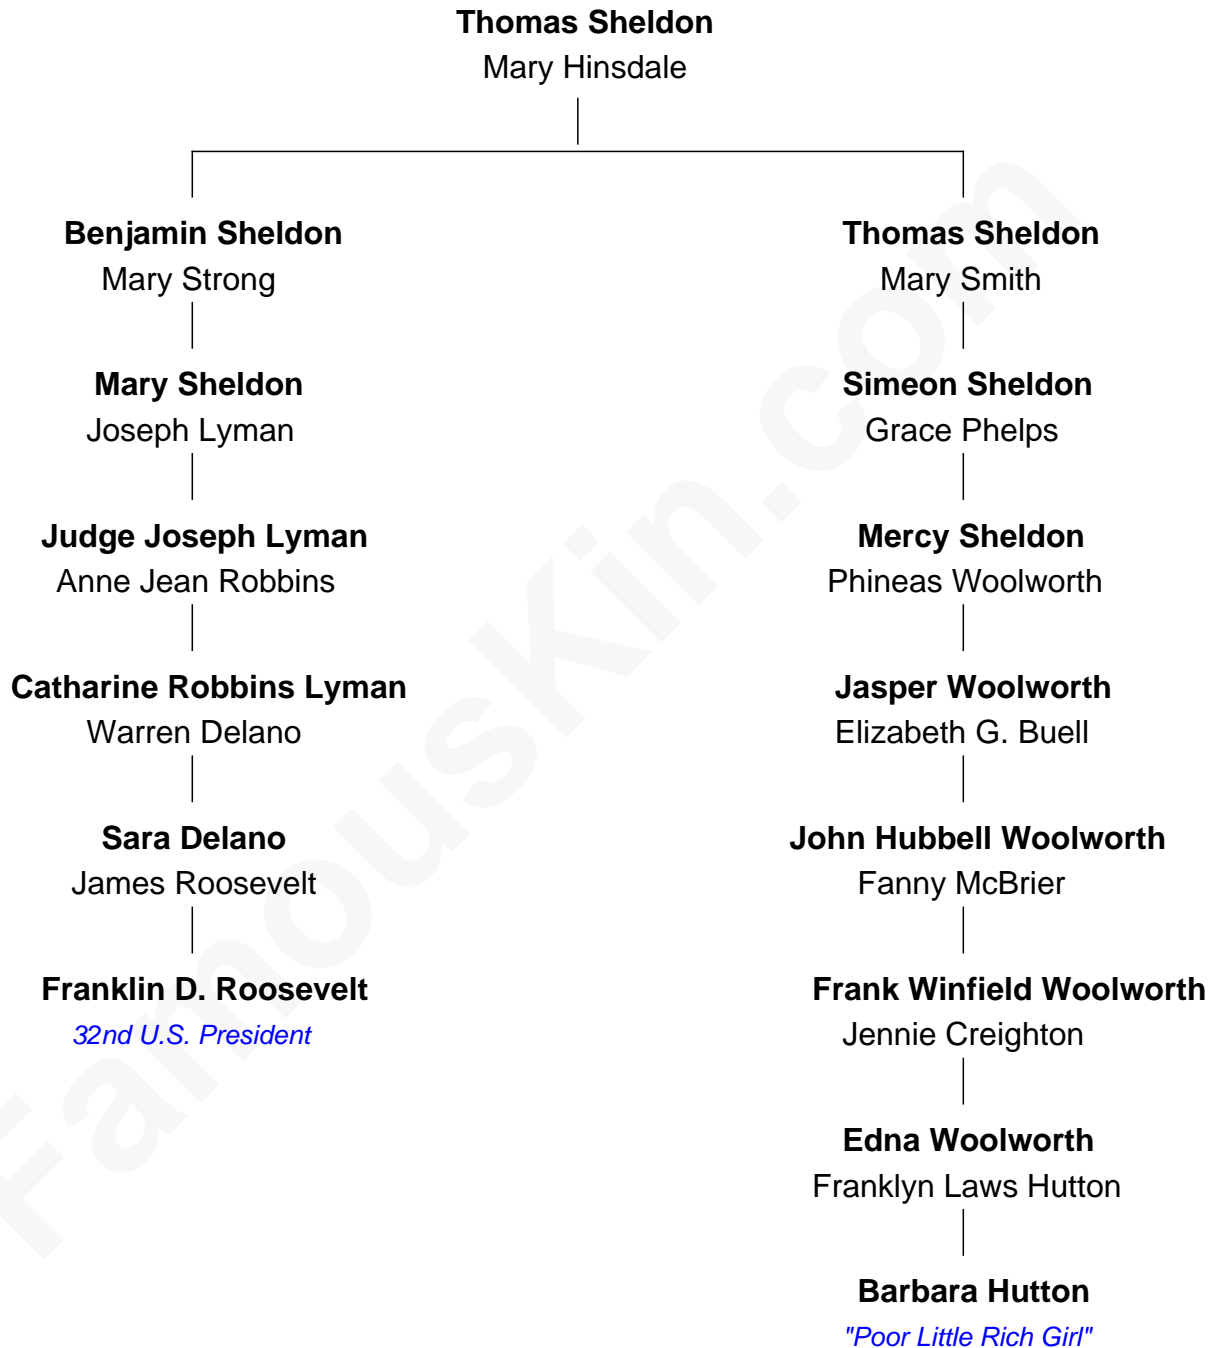 Thomas Sheldon
Mary Hinsdale
Benjamin Sheldon
Mary Strong
Thomas Sheldon
Mary Smith
Mary Sheldon
Joseph Lyman
Simeon Sheldon
Grace Phelps
Judge Joseph Lyman
Anne Jean Robbins
Mercy Sheldon
Phineas Woolworth
Catharine Robbins Lyman
Warren Delano
Jasper Woolworth
Elizabeth G. Buell
Sara Delano
James Roosevelt
John Hubbell Woolworth
Fanny McBrier
Franklin D. Roosevelt
32nd U.S. President
Frank Winfield Woolworth
Jennie Creighton
Edna Woolworth
Franklyn Laws Hutton
Barbara Hutton
"Poor Little Rich Girl"
FamousKin.com